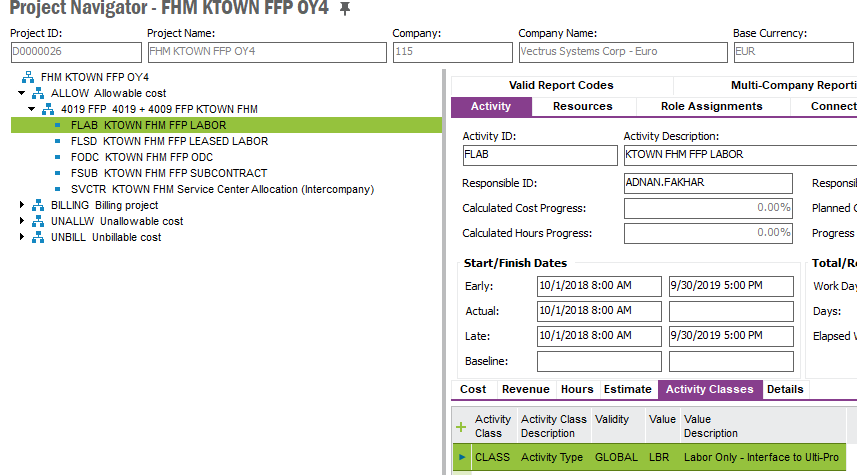 Project Navigator - FHM KTOWN FFP OY4
Project ID: Project Name: Company: Company Name: Base Currency:
D0000026 FHM KTOWN FFP OY4 115 Vectrus Systems Corp - Euro EUR
FHM KTOWN FFP OY4
ALLOW Allowable cost
4019 FFP 4019 + 4009 FFP KTOWN FHM
FLAB KTOWN FHM FFP LABOR
FLSD KTOWN FHM FFP LEASED LABOR
FODC KTOWN FHM FFP ODC
FSUB KTOWN FHM FFP SUBCONTRACT
SVCTR KTOWN FHM Service Center Allocation (Intercompany)
BILLING Billing project
UNALLW Unallowable cost
UNBILL Unbillable cost
Valid Report Codes Multi-Company Reporti
Activity Resources Role Assignments Connect
Activity ID: Activity Description:
FLAB KTOWN FHM FFP LABOR
Responsible ID: ADNAN.FAKHAR Responsi
Calculated Cost Progress: 0.00% Planned C
Calculated Hours Progress: 0.00% Progress
Start/Finish Dates Total/Re
Early: 10/1/2018 8:00 AM 9/30/2019 5:00 PM Work Day
Actual: 10/1/2018 8:00 AM Days:
Late: 10/1/2018 8:00 AM 9/30/2019 5:00 PM Elapsed W
Baseline:
Cost Revenue Hours Estimate Activity Classes Details
Activity Class Activity Class Description Validity Value Value Description
CLASS Activity Type GLOBAL LBR Labor Only - Interface to Ulti-Pro